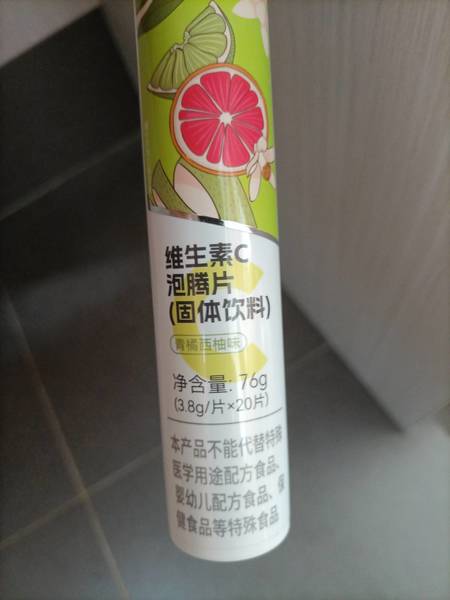 维生素C
泡腾片
(固体饮料)
青橘西柚味
净含量: 76g
(3.8g/片×20片)
本产品不能代替特殊
医学用途配方食品、
婴幼儿配方食品、保
健食品等特殊食品